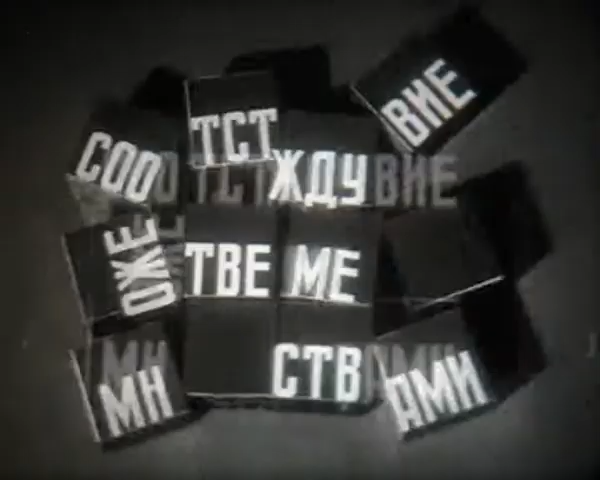 СОО ТСТ ВИЕ
ЖДУ ВИЕ
ОЖЕ ТВЕ МЕ
МН СТВ АМИ